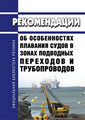 РЕКОМЕНДАЦИИ
ОБ ОСОБЕННОСТЯХ
ПЛАВАНИЯ СУДОВ В
ЗОНАХ ПОДВОДНЫХ
ПЕРЕХОДОВ И
ТРУБОПРОВОДОВ